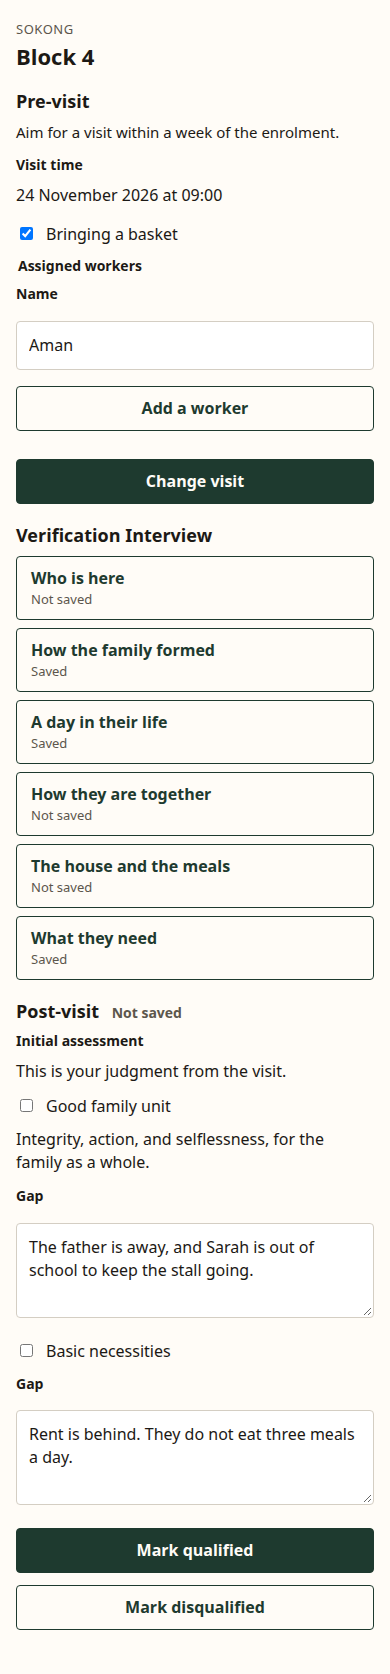 SOKONG
Block 4
Pre-visit
Aim for a visit within a week of the enrolment.
Visit time
24 November 2026 at 09:00
Bringing a basket
Assigned workers
Name
Aman
Add a worker
Change visit
Verification Interview
Who is here
Not saved
How the family formed
Saved
A day in their life
Saved
How they are together
Not saved
The house and the meals
Not saved
What they need
Saved
Post-visit Not saved
Initial assessment
This is your judgment from the visit.
Good family unit
Integrity, action, and selflessness, for the
family as a whole.
Gap
The father is away, and Sarah is out of
school to keep the stall going.
Basic necessities
Gap
Rent is behind. They do not eat three meals
a day.
Mark qualified
Mark disqualified